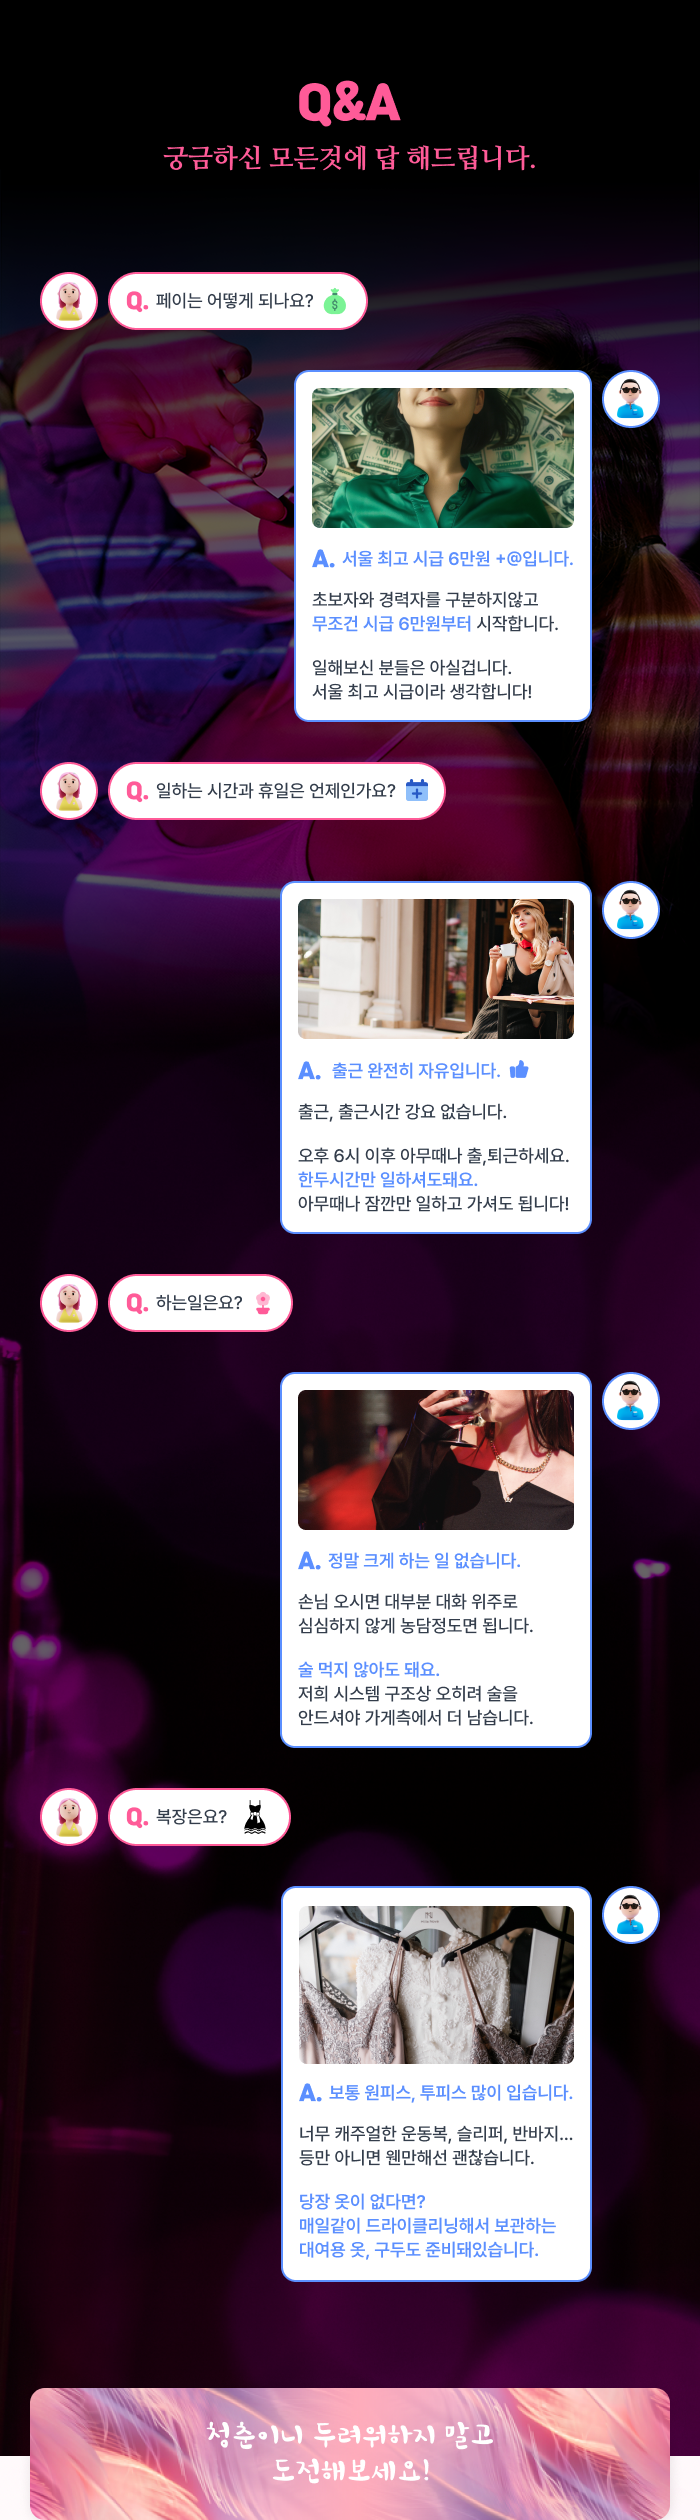 Q&A
궁금하신 모든것에 답 해드립니다.
Q. 페이는 어떻게 되나요?
A. 서울 최고 시급 6만원 +@입니다.
초보자와 경력자를 구분하지않고
무조건 시급 6만원부터 시작합니다.
일해보신 분들은 아실겁니다.
서울 최고 시급이라 생각합니다!
Q. 일하는 시간과 휴일은 언제인가요?
A. 출근 완전히 자유입니다.
출근, 출근시간 강요 없습니다.
오후 6시 이후 아무때나 출,퇴근하세요.
한두시간만 일하셔도돼요.
아무때나 잠깐만 일하고 가셔도 됩니다!
Q. 하는일은요?
A. 정말 크게 하는 일 없습니다.
손님 오시면 대부분 대화 위주로
심심하지 않게 농담정도면 됩니다.
술 먹지 않아도 돼요.
저희 시스템 구조상 오히려 술을
안드셔야 가게측에서 더 남습니다.
Q. 복장은요?
A. 보통 원피스, 투피스 많이 입습니다.
너무 캐주얼한 운동복, 슬리퍼, 반바지...
등만 아니면 웬만해선 괜찮습니다.
당장 옷이 없다면?
매일같이 드라이클리닝해서 보관하는
대여용 옷, 구두도 준비돼있습니다.
청춘이니 두려워하지 말고
도전해보세요!